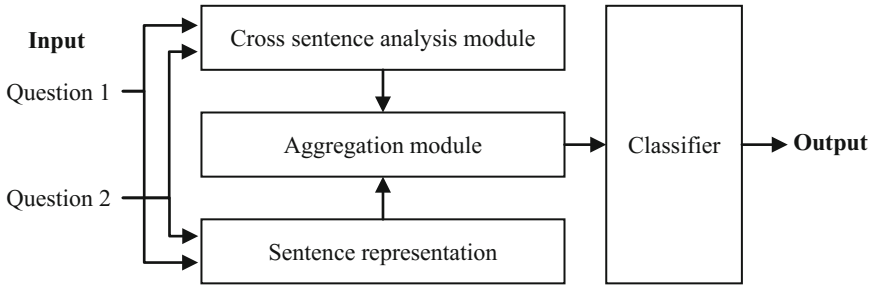 Input
Question 1
Question 2
Cross sentence analysis module
Aggregation module
Sentence representation
Classifier
Output